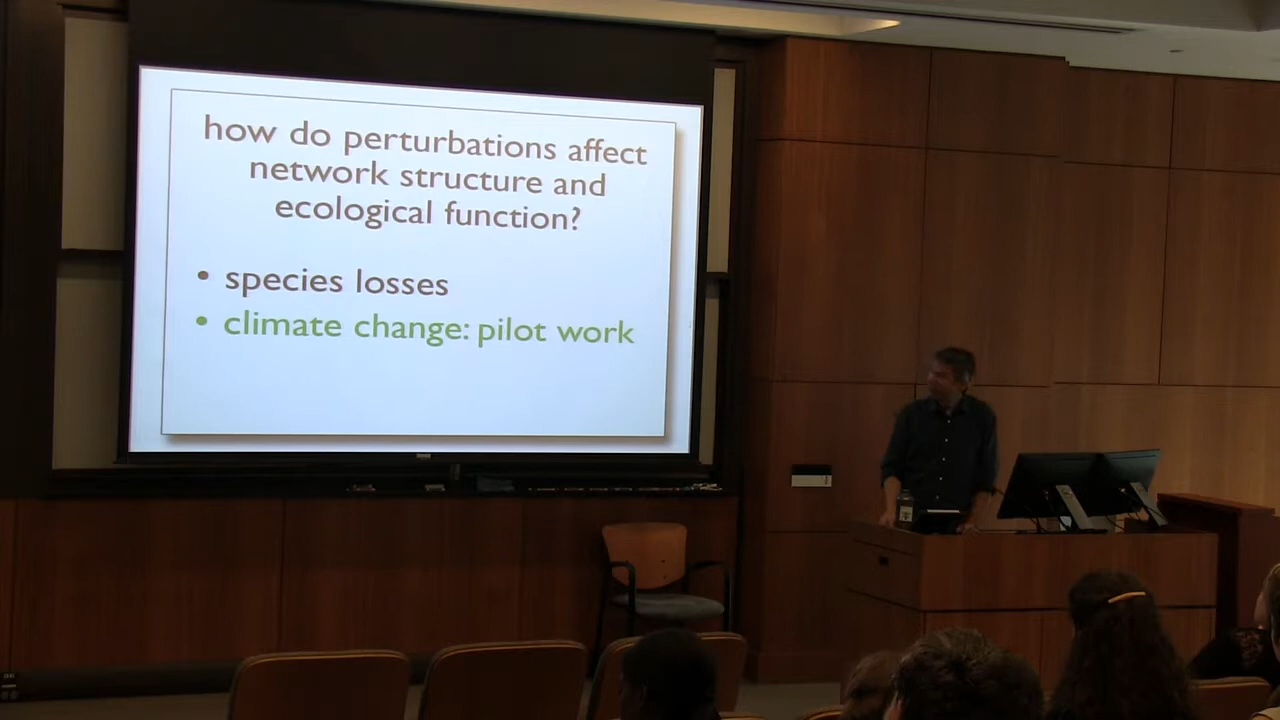 how do perturbations affect
network structure and
ecological function?
• species losses
• climate change: pilot work